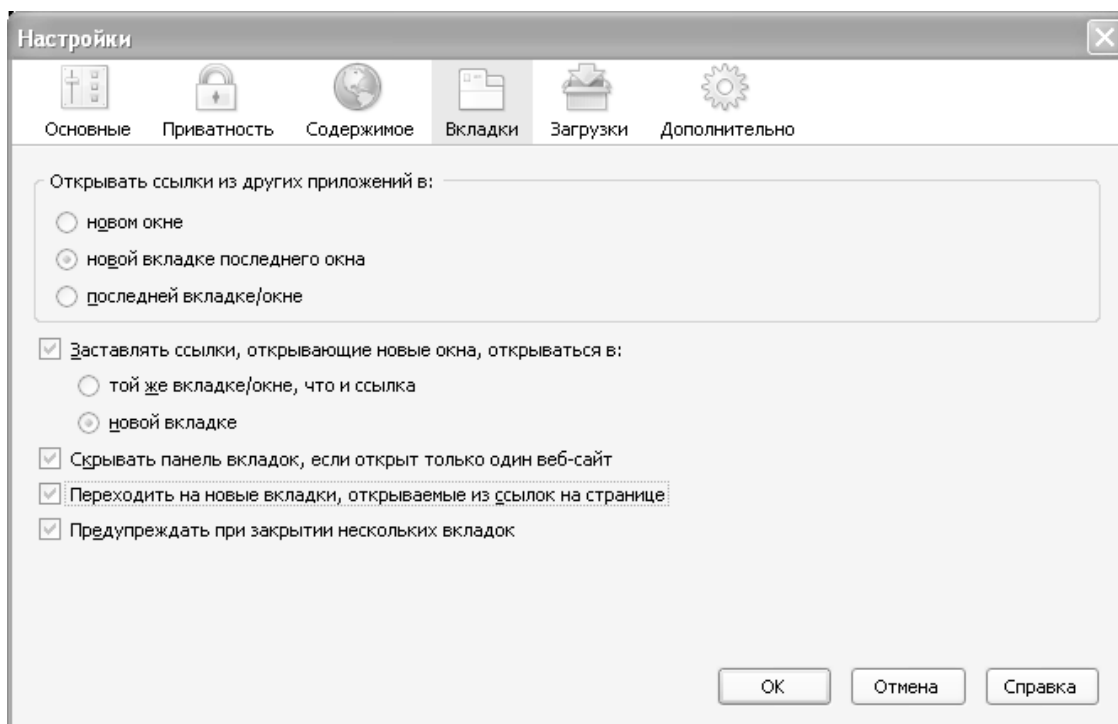 Настройки
Основные Приватность Содержимое Вкладки Загрузки Дополнительно
Открывать ссылки из других приложений в:
новом окне
новой вкладке последнего окна
последней вкладке/окне
Заставлять ссылки, открывающие новые окна, открываться в:
той же вкладке/окне, что и ссылка
новой вкладке
Скрывать панель вкладок, если открыт только один веб-сайт
Переходить на новые вкладки, открываемые из ссылок на странице
Предупреждать при закрытии нескольких вкладок
OK Отмена Справка